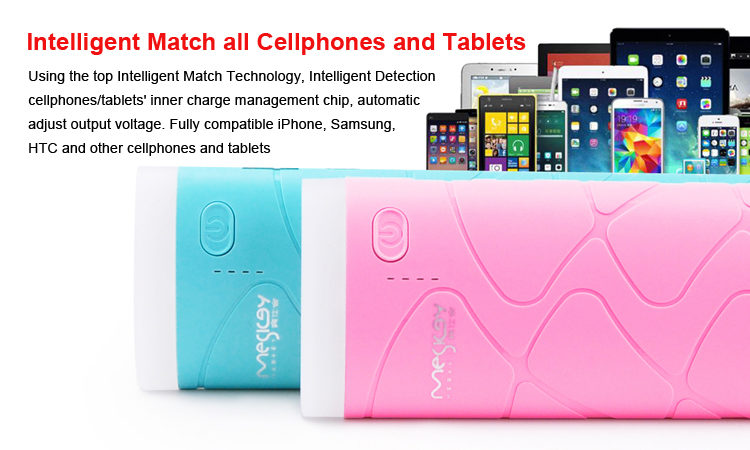 Intelligent Match all Cellphones and Tablets
Using the top Intelligent Match Technology, Intelligent Detection
cellphones/tablets' inner charge management chip, automatic
adjust output voltage. Fully compatible iPhone, Samsung,
HTC and other cellphones and tablets